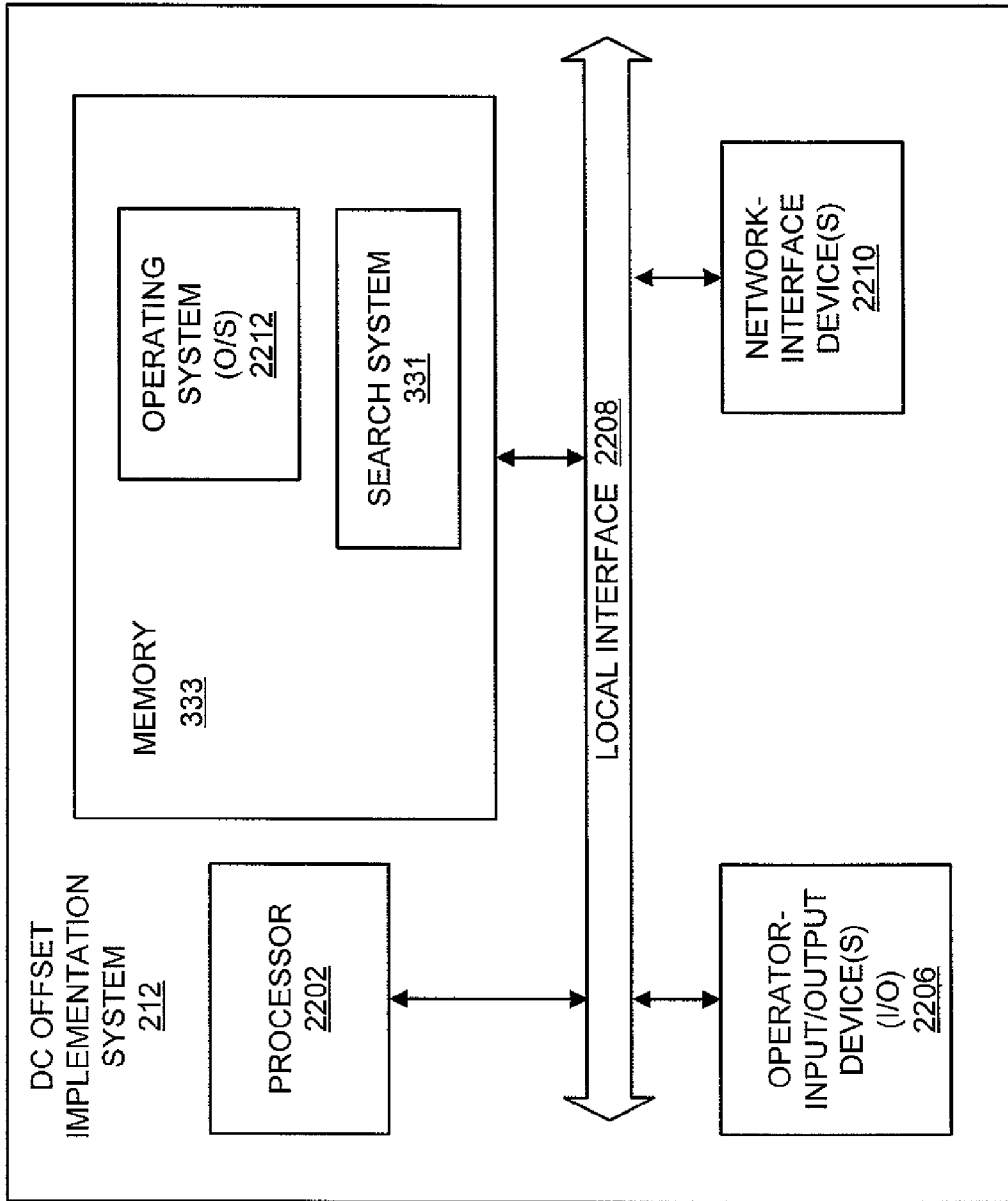 DC OFFSET
IMPLEMENTATION
SYSTEM
212
PROCESSOR
2202
MEMORY
333
OPERATING
SYSTEM
(O/S)
2212
SEARCH SYSTEM
331
LOCAL INTERFACE 2208
OPERATOR-
INPUT/OUTPUT
DEVICE(S)
(I/O)
2206
NETWORK-
INTERFACE
DEVICE(S)
2210